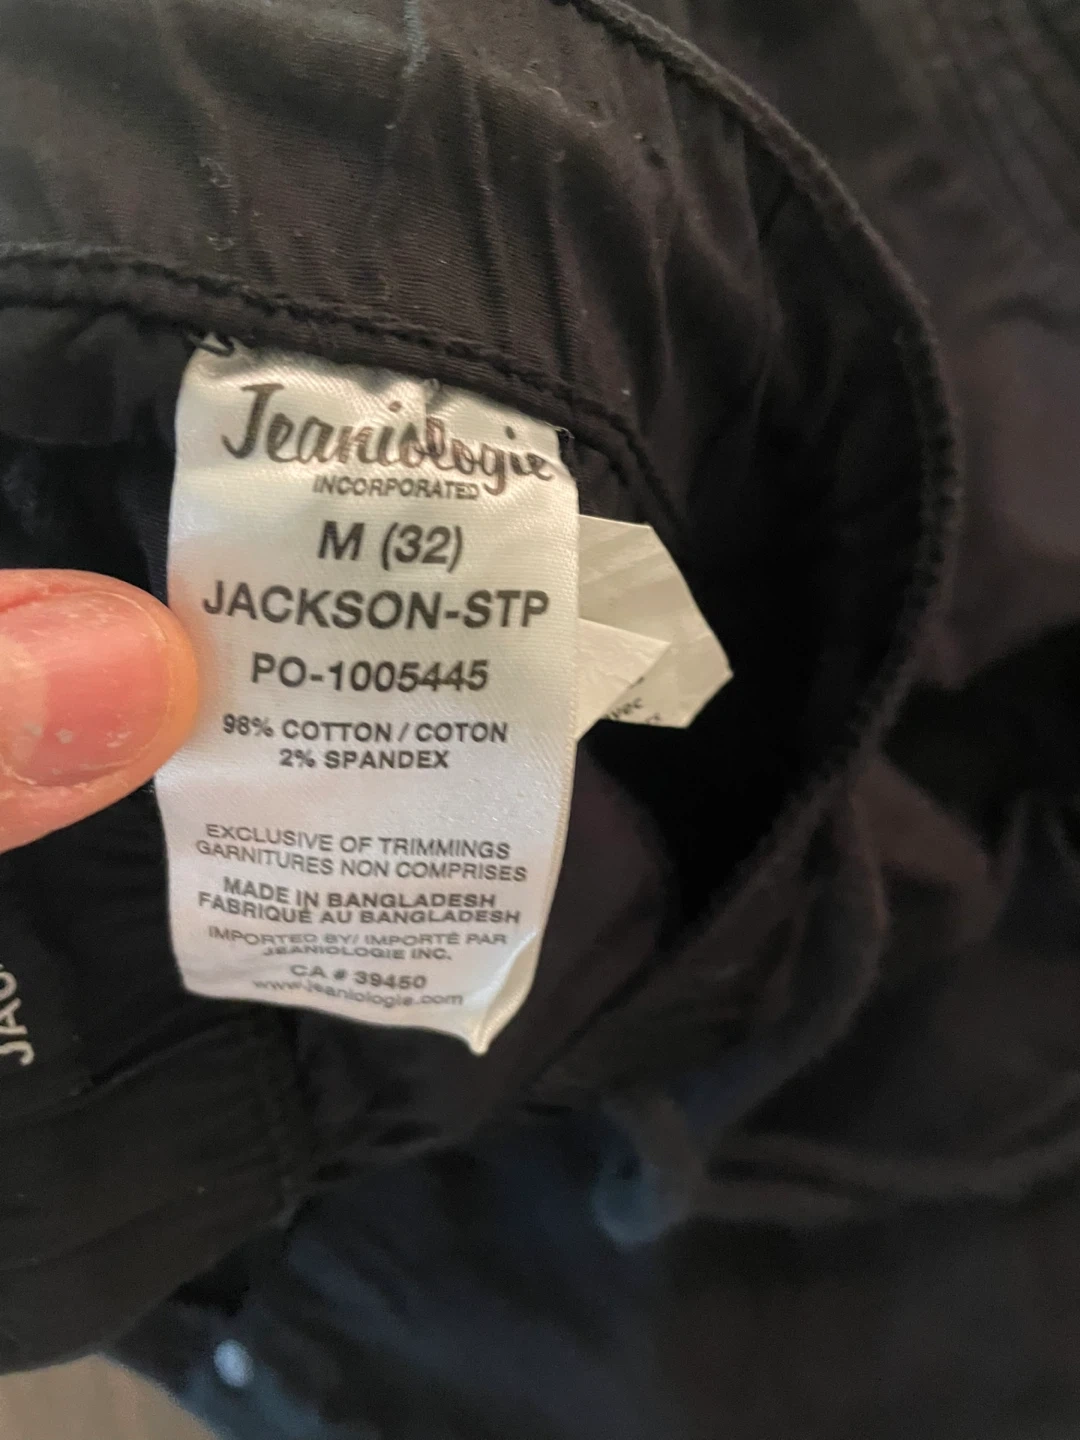 Jeaniologie
INCORPORATED
M (32)
JACKSON-STP
PO-1005445
98% COTTON / COTON
2% SPANDEX
EXCLUSIVE OF TRIMMINGS
GARNITURES NON COMPRISES
MADE IN BANGLADESH
FABRIQUÉ AU BANGLADESH
IMPORTED BY/ IMPORTÉ PAR
JEANIOLOGIE INC.
CA # 39450
www.jeaniologie.com